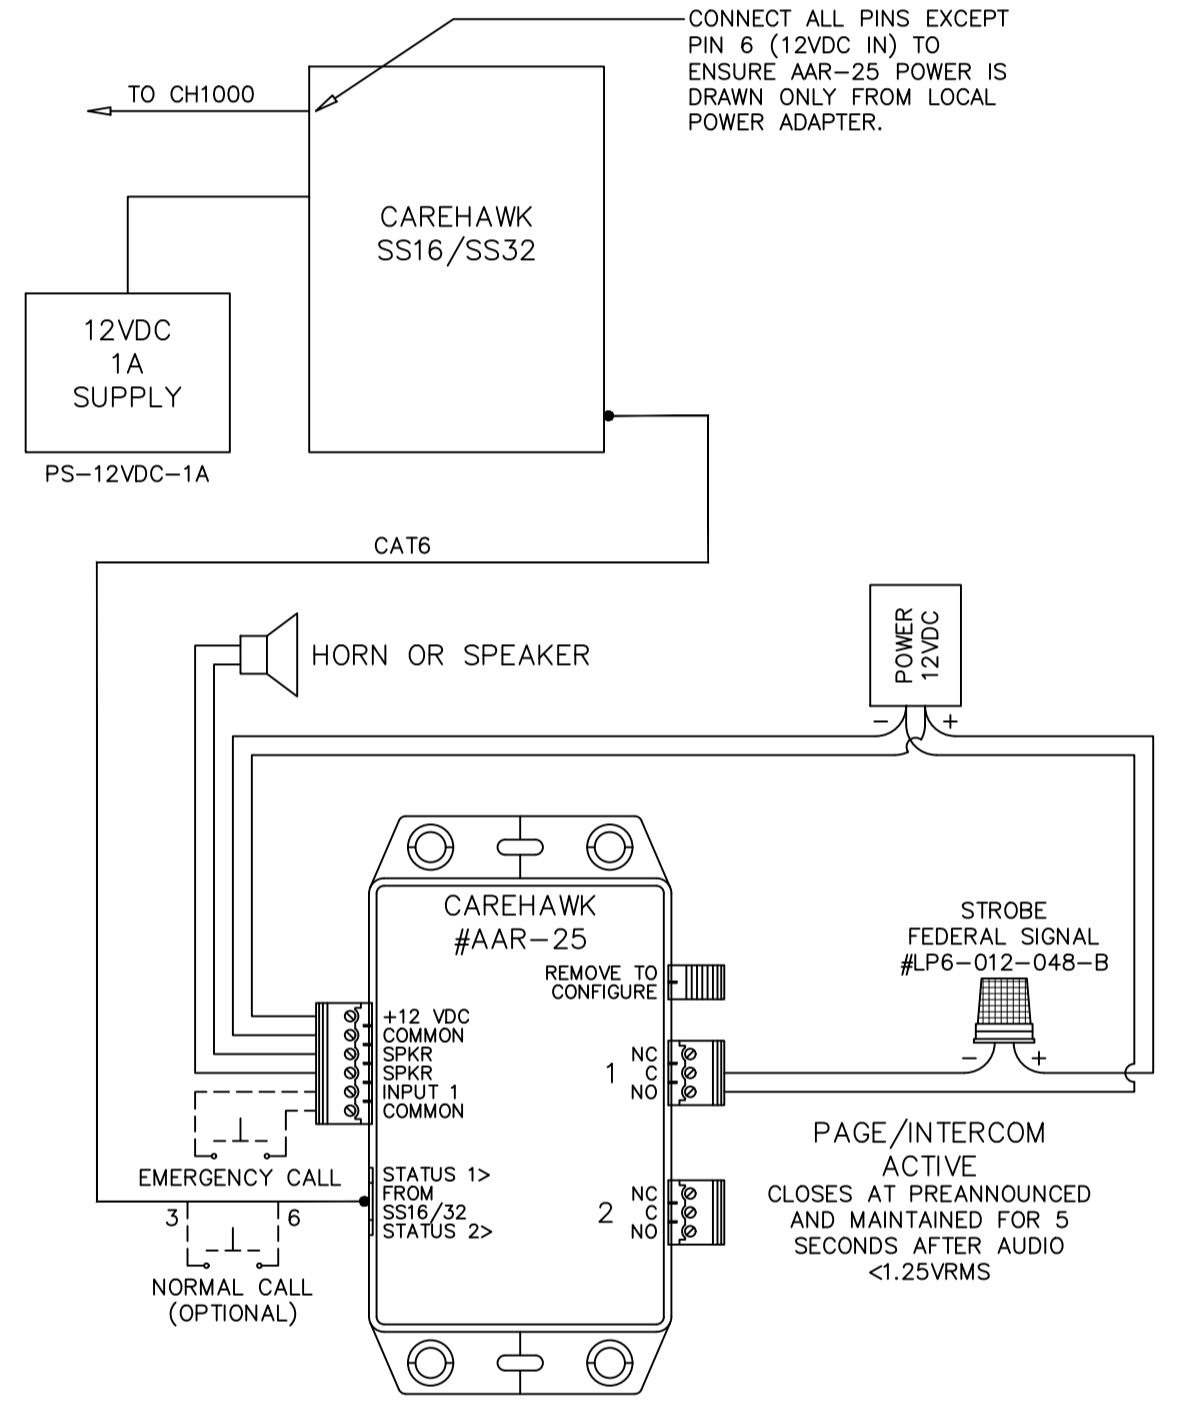 CONNECT ALL PINS EXCEPT
PIN 6 (12VDC IN) TO
ENSURE AAR-25 POWER IS
DRAWN ONLY FROM LOCAL
POWER ADAPTER.
TO CH1000
CAREHAWK
SS16/SS32
12VDC
1A
SUPPLY
PS-12VDC-1A
CAT6
HORN OR SPEAKER
POWER
12VDC
- +
CAREHAWK
#AAR-25
REMOVE TO
CONFIGURE
STROBE
FEDERAL SIGNAL
#LP6-012-048-B
- +
+12 VDC
COMMON
SPKR
SPKR
INPUT 1
COMMON
1
NC
C
NO
EMERGENCY CALL
STATUS 1>
FROM
SS16/32
STATUS 2>
2
NC
C
NO
3 6
NORMAL CALL
(OPTIONAL)
PAGE/INTERCOM
ACTIVE
CLOSES AT PREANNOUNCED
AND MAINTAINED FOR 5
SECONDS AFTER AUDIO
<1.25VRMS